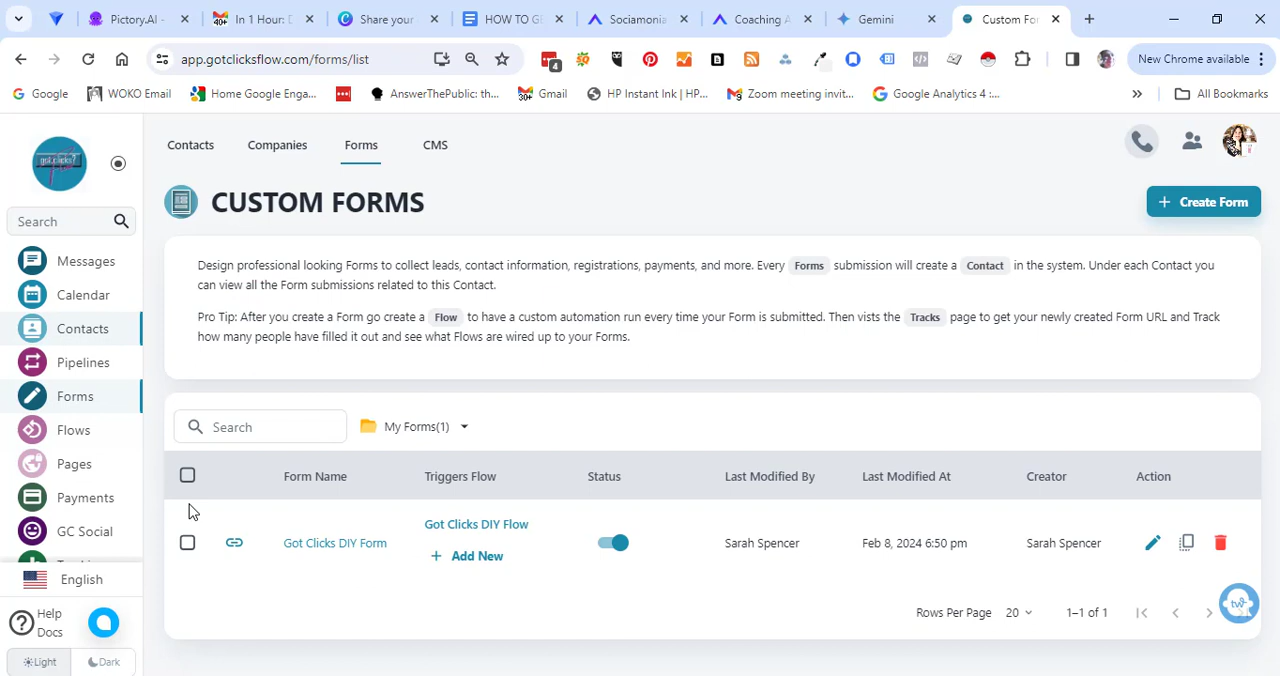 Pictory.AI -
In 1 Hour: D
Share your
HOW TO GE
Sociamonia
Coaching A
Gemini
Custom For
app.gotclicksflow.com/forms/list
4
New Chrome available
Google
WOKO Email
Home Google Enga...
AnswerThePublic: th...
Gmail
HP Instant Ink | HP...
Zoom meeting invit...
Google Analytics 4 :...
All Bookmarks
got clicks?
Contacts
Companies
Forms
CMS
Search
CUSTOM FORMS
+ Create Form
Messages
Calendar
Contacts
Pipelines
Forms
Flows
Pages
Payments
GC Social
English
Help
Docs
Light
Dark
Design professional looking Forms to collect leads, contact information, registrations, payments, and more. Every Forms submission will create a Contact in the system. Under each Contact you
can view all the Form submissions related to this Contact.
Pro Tip: After you create a Form go create a Flow to have a custom automation run every time your Form is submitted. Then vists the Tracks page to get your newly created Form URL and Track
how many people have filled it out and see what Flows are wired up to your Forms.
Search
My Forms(1)
Form Name
Triggers Flow
Status
Last Modified By
Last Modified At
Creator
Action
Got Clicks DIY Form
Got Clicks DIY Flow
+ Add New
Sarah Spencer
Feb 8, 2024 6:50 pm
Sarah Spencer
Rows Per Page 20
1–1 of 1